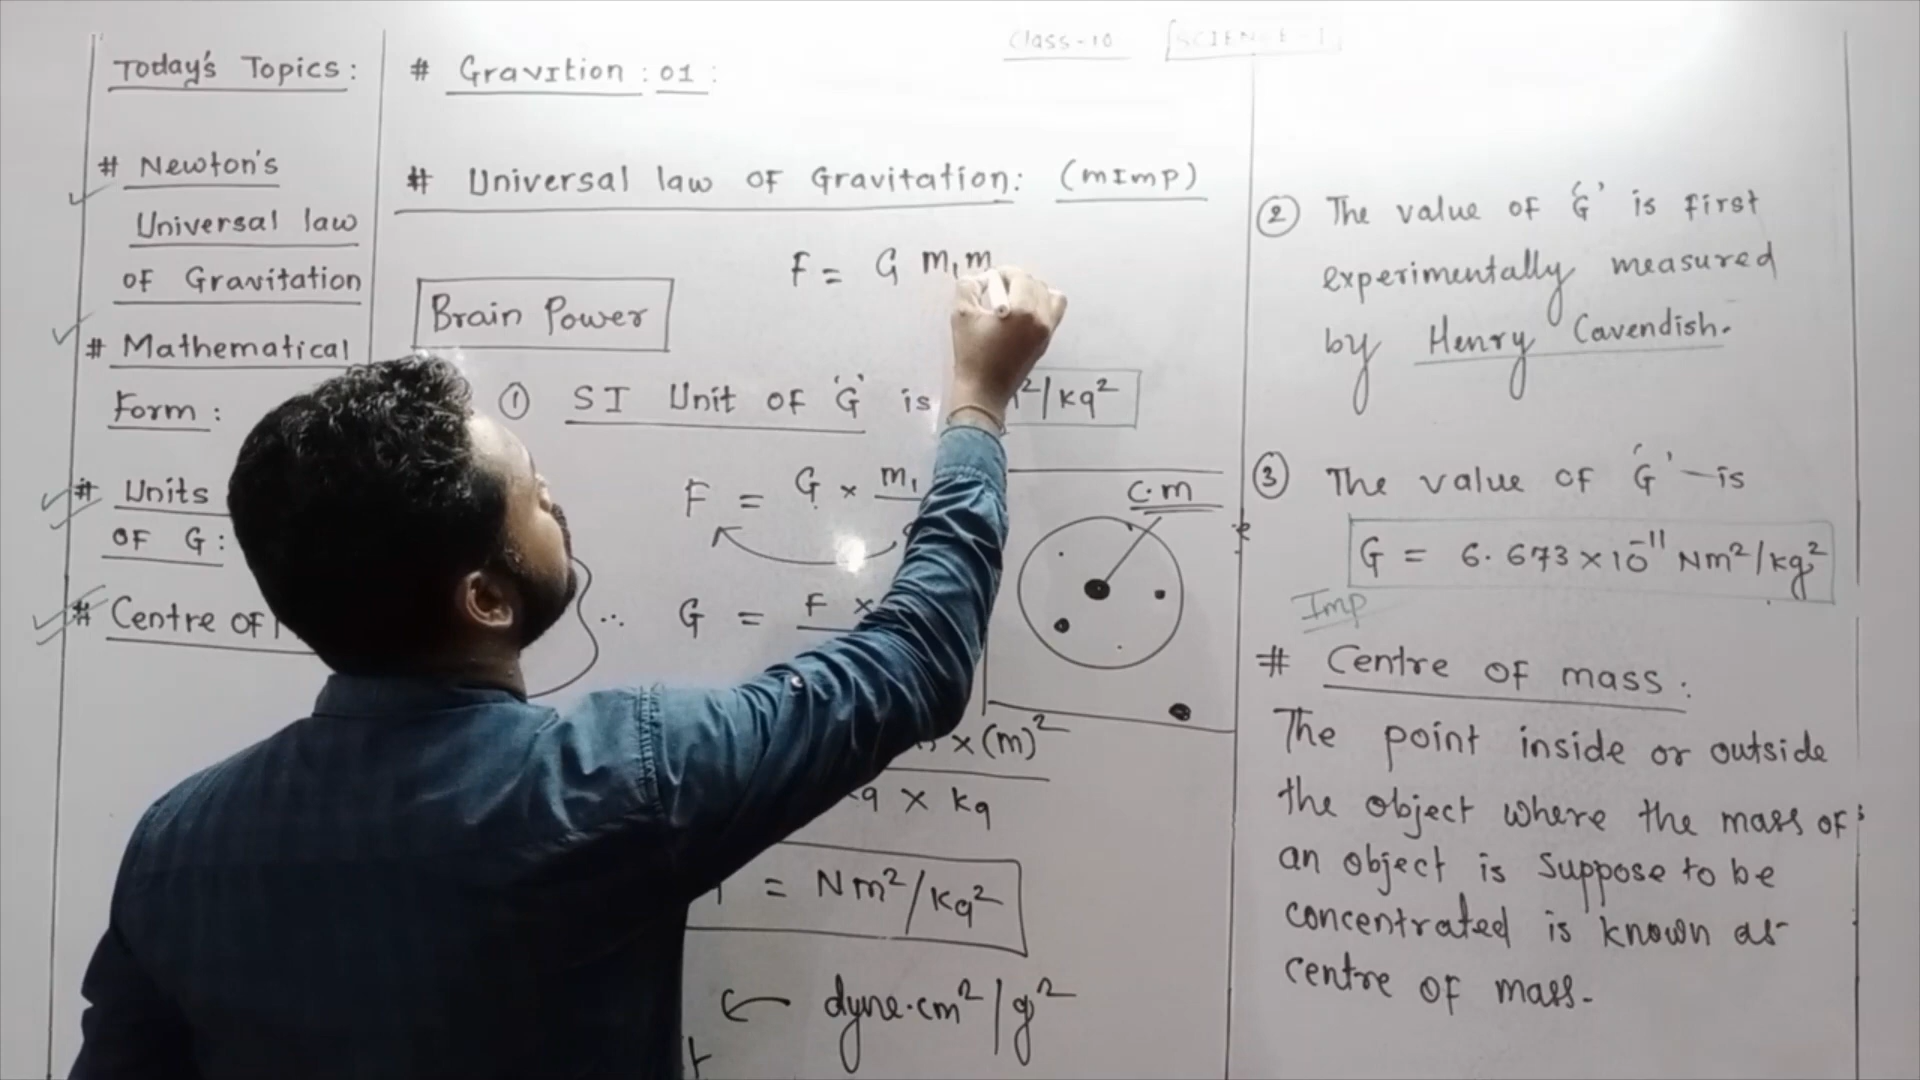 Class-10 SCIENCE-I
Today's Topics:
# Newton's
Universal law
of Gravitation
# Mathematical
Form:
# Units
of G:
# Centre of
# Gravition: 01:
# Universal law of Gravitation: (mImp)
F = G m₁m
Brain Power
① SI Unit of 'G' is ²/kg²
F = G × m₁
∴ G = F ×
× (m)²
kg × kg
= Nm²/kg²
← dyne.cm²/g²
C.m
② The value of 'G' is first
experimentally measured
by Henry Cavendish.
③ The value of 'G' - is
G = 6.673 × 10⁻¹¹ Nm²/kg²
Imp
# Centre of mass:
The point inside or outside
the object where the mass of
an object is suppose to be
concentrated is known as
centre of mass.